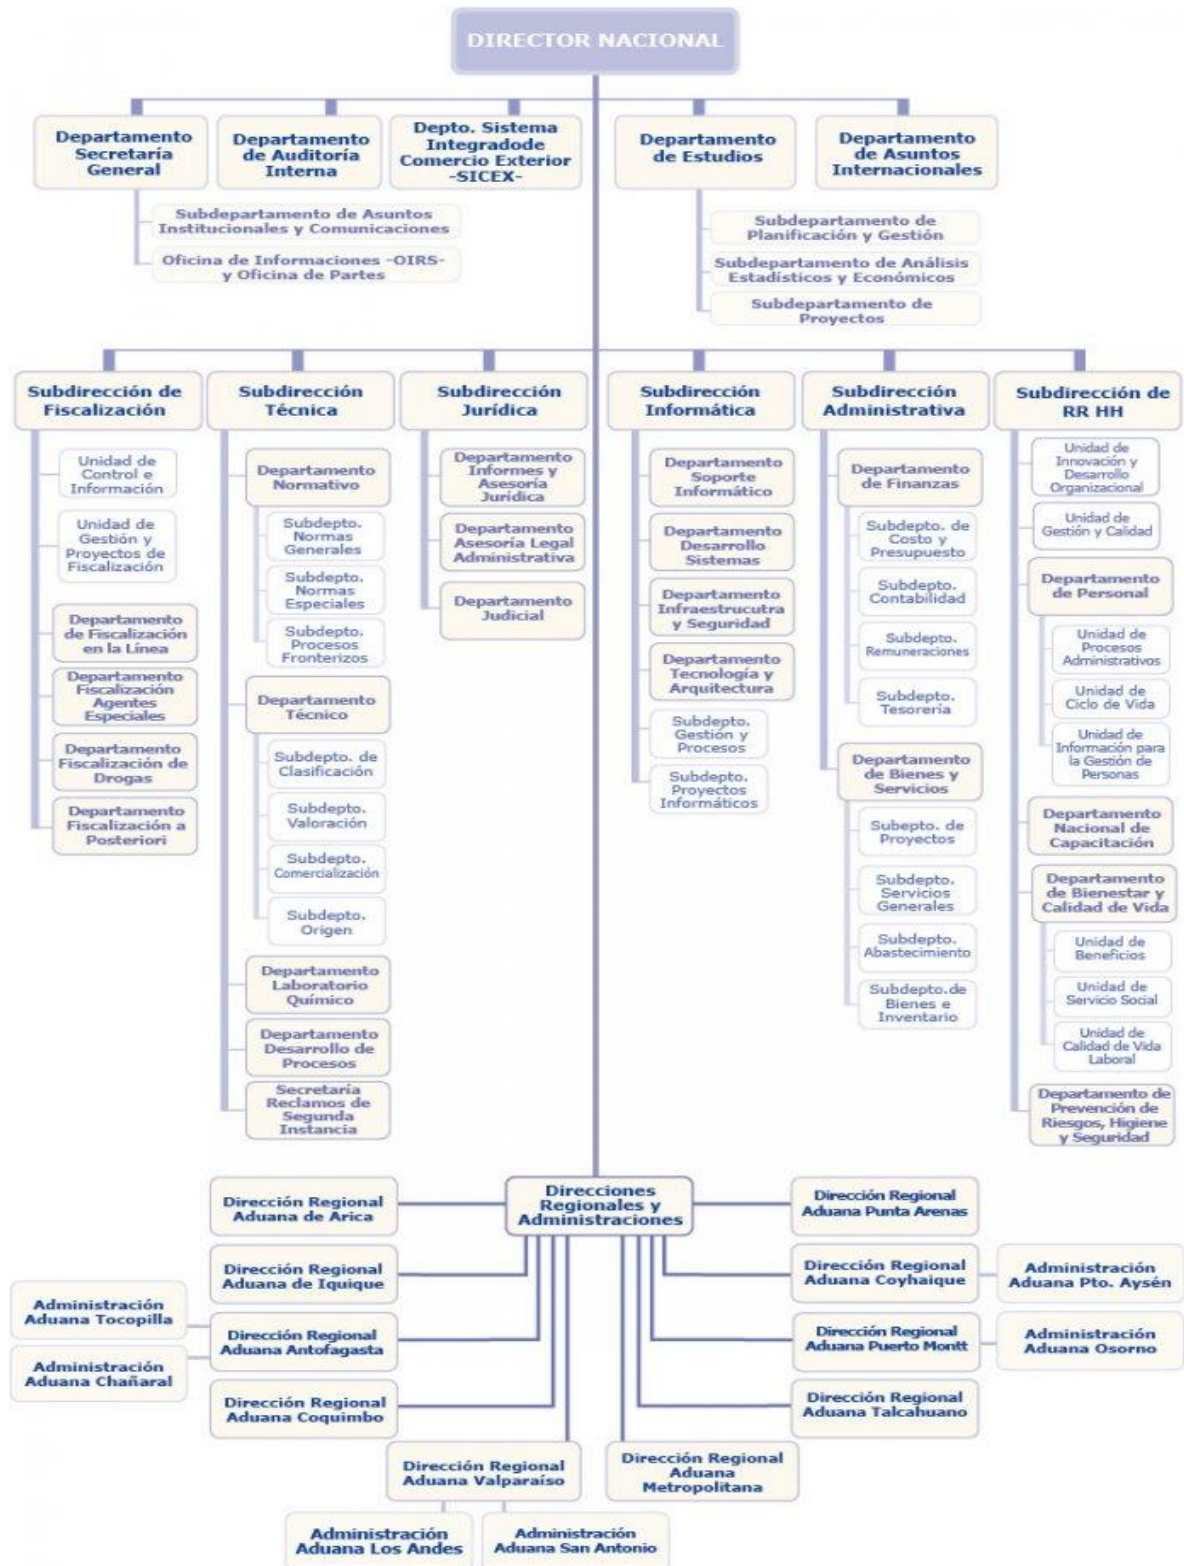 DIRECTOR NACIONAL
Departamento
Secretaría
General
Departamento
de Auditoría
Interna
Depto. Sistema
Integradode
Comercio Exterior
-SICEX-
Departamento
de Estudios
Departamento
de Asuntos
Internacionales
Subdepartamento de Asuntos
Institucionales y Comunicaciones
Oficina de Informaciones -OIRS-
y Oficina de Partes
Subdepartamento de
Planificación y Gestión
Subdepartamento de Análisis
Estadísticos y Económicos
Subdepartamento de
Proyectos
Subdirección de
Fiscalización
Unidad de
Control e
Información
Unidad de
Gestión y
Proyectos de
Fiscalización
Departamento
de Fiscalización
en la Línea
Departamento
Fiscalización
Agentes
Especiales
Departamento
Fiscalización de
Drogas
Departamento
Fiscalización a
Posteriori
Subdirección
Técnica
Departamento
Normativo
Subdepto.
Normas
Generales
Subdepto.
Normas
Especiales
Subdepto.
Procesos
Fronterizos
Departamento
Técnico
Subdepto. de
Clasificación
Subdepto.
Valoración
Subdepto.
Comercialización
Subdepto.
Origen
Departamento
Laboratorio
Químico
Departamento
Desarrollo de
Procesos
Secretaría
Reclamos de
Segunda
Instancia
Subdirección
Jurídica
Departamento
Informes y
Asesoría
Jurídica
Departamento
Asesoría Legal
Administrativa
Departamento
Judicial
Subdirección
Informática
Departamento
Soporte
Informático
Departamento
Desarrollo
Sistemas
Departamento
Infraestrucutra
y Seguridad
Departamento
Tecnología y
Arquitectura
Subdepto.
Gestión y
Procesos
Subdepto.
Proyectos
Informáticos
Subdirección
Administrativa
Departamento
de Finanzas
Subdepto. de
Costo y
Presupuesto
Subdepto.
Contabilidad
Subdepto.
Remuneraciones
Subdepto.
Tesorería
Departamento
de Bienes y
Servicios
Subepto. de
Proyectos
Subdepto.
Servicios
Generales
Subdepto.
Abastecimiento
Subdepto.de
Bienes e
Inventario
Subdirección de
RR HH
Unidad de
Innovación y
Desarrollo
Organizacional
Unidad de
Gestión y Calidad
Departamento
de Personal
Unidad de
Procesos
Administrativos
Unidad de
Ciclo de Vida
Unidad de
Información para
la Gestión de
Personas
Departamento
Nacional de
Capacitación
Departamento
de Bienestar y
Calidad de Vida
Unidad de
Beneficios
Unidad de
Servicio Social
Unidad de
Calidad de Vida
Laboral
Departamento de
Prevención de
Riesgos, Higiene
y Seguridad
Direcciones
Regionales y
Administraciones
Dirección Regional
Aduana de Arica
Dirección Regional
Aduana de Iquique
Administración
Aduana Tocopilla
Dirección Regional
Aduana Antofagasta
Administración
Aduana Chañaral
Dirección Regional
Aduana Coquimbo
Dirección Regional
Aduana Valparaíso
Administración
Aduana Los Andes
Administración
Aduana San Antonio
Dirección Regional
Aduana
Metropolitana
Dirección Regional
Aduana Punta Arenas
Dirección Regional
Aduana Coyhaique
Administración
Aduana Pto. Aysén
Dirección Regional
Aduana Puerto Montt
Administración
Aduana Osorno
Dirección Regional
Aduana Talcahuano